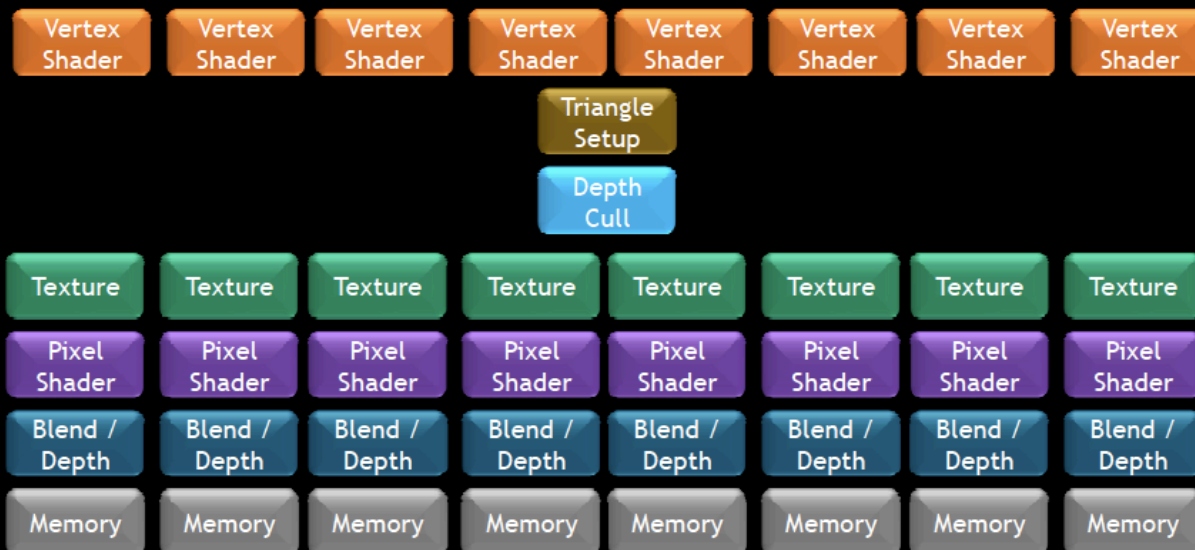 Vertex Vertex Vertex Vertex Vertex Vertex Vertex Vertex
Shader Shader Shader Shader Shader Shader Shader Shader
Triangle
Setup
Depth
Cull
Texture Texture Texture Texture Texture Texture Texture Texture
Pixel Pixel Pixel Pixel Pixel Pixel Pixel Pixel
Shader Shader Shader Shader Shader Shader Shader Shader
Blend / Blend / Blend / Blend / Blend / Blend / Blend / Blend /
Depth Depth Depth Depth Depth Depth Depth Depth
Memory Memory Memory Memory Memory Memory Memory Memory